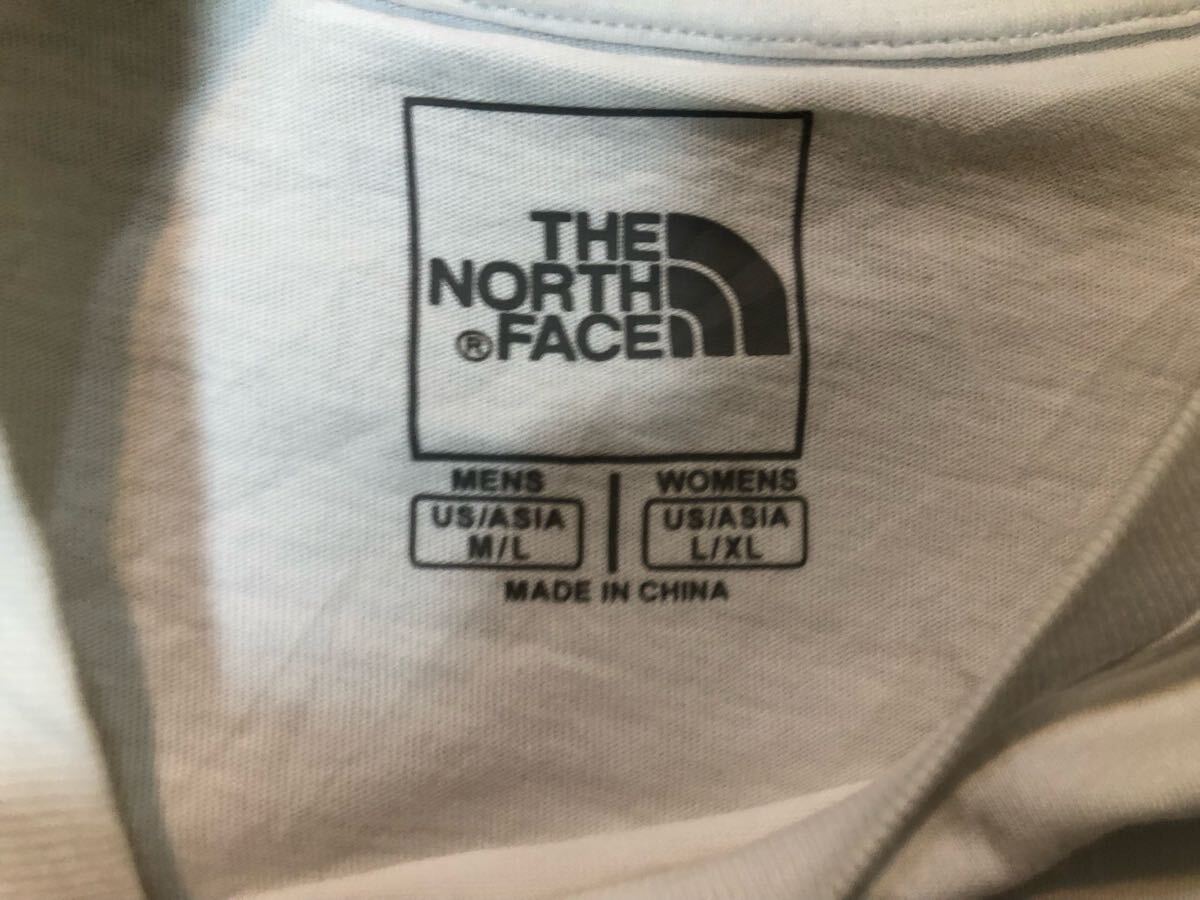 THE
NORTH
® FACE
MENS | WOMENS
US/ASIA US/ASIA
M/L L/XL
MADE IN CHINA